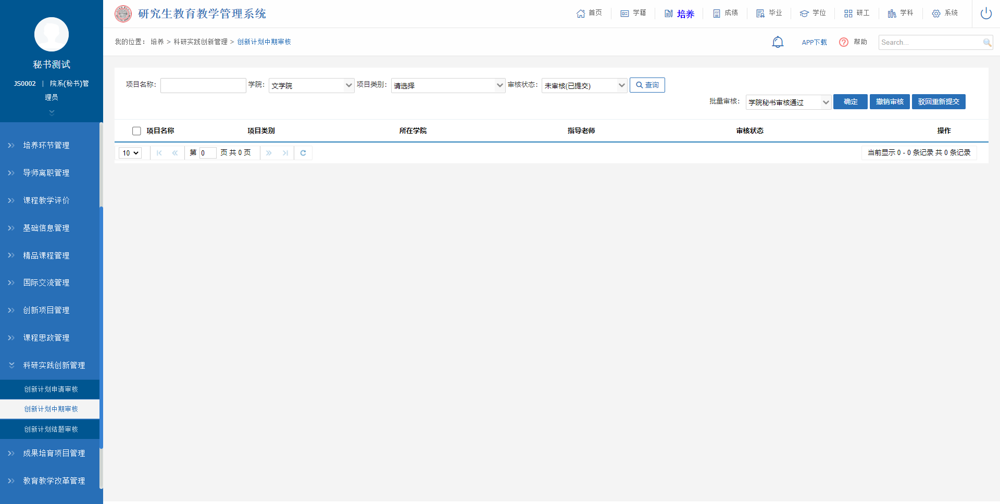 研究生教育教学管理系统
首页
学籍
培养
成绩
毕业
学位
研工
学科
系统
我的位置： 培养 > 科研实践创新管理 > 创新计划中期审核
APP下载
帮助
Search...
秘书测试
JS0002 | 院系(秘书)管
理员
培养环节管理
导师离职管理
课程教学评价
基础信息管理
精品课程管理
国际交流管理
创新项目管理
课程思政管理
科研实践创新管理
创新计划申请审核
创新计划中期审核
创新计划结题审核
成果培育项目管理
教育教学改革管理
项目名称： 学院： 文学院 项目类别： 请选择 审核状态： 未审核(已提交) 查询
批量审核： 学院秘书审核通过 确定 撤销审核 驳回重新提交
项目名称 项目类别 所在学院 指导老师 审核状态 操作
10 第 0 页 共 0 页 当前显示 0 - 0 条记录 共 0 条记录